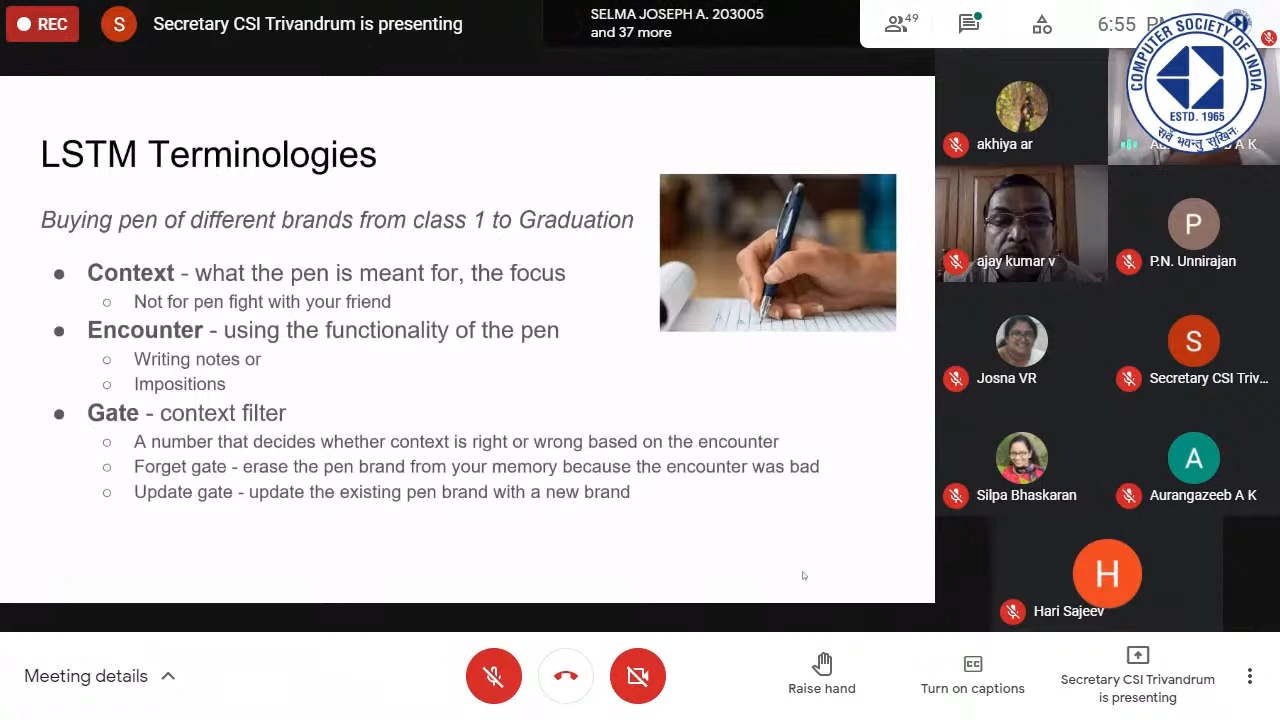 REC
S
Secretary CSI Trivandrum is presenting
SELMA JOSEPH A. 203005
and 37 more
49
6:55
COMPUTER SOCIETY OF INDIA
ESTD. 1965
सर्वे भवन्तु सुखिनः
akhiya ar
A K
LSTM Terminologies
Buying pen of different brands from class 1 to Graduation
● Context - what the pen is meant for, the focus
○ Not for pen fight with your friend
● Encounter - using the functionality of the pen
○ Writing notes or
○ Impositions
● Gate - context filter
○ A number that decides whether context is right or wrong based on the encounter
○ Forget gate - erase the pen brand from your memory because the encounter was bad
○ Update gate - update the existing pen brand with a new brand
ajay kumar v
P
P.N. Unnirajan
Josna VR
S
Secretary CSI Triv...
Silpa Bhaskaran
A
Aurangazeeb A K
H
Hari Sajeev
Meeting details
Raise hand
CC
Turn on captions
Secretary CSI Trivandrum
is presenting